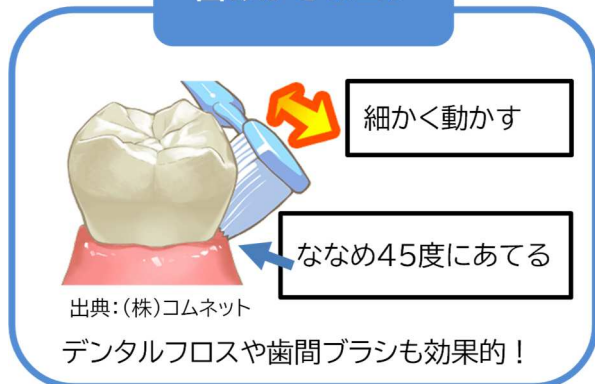 細かく動かす
ななめ45度にあてる
出典：(株)コムネット
デンタルフロスや歯間ブラシも効果的！